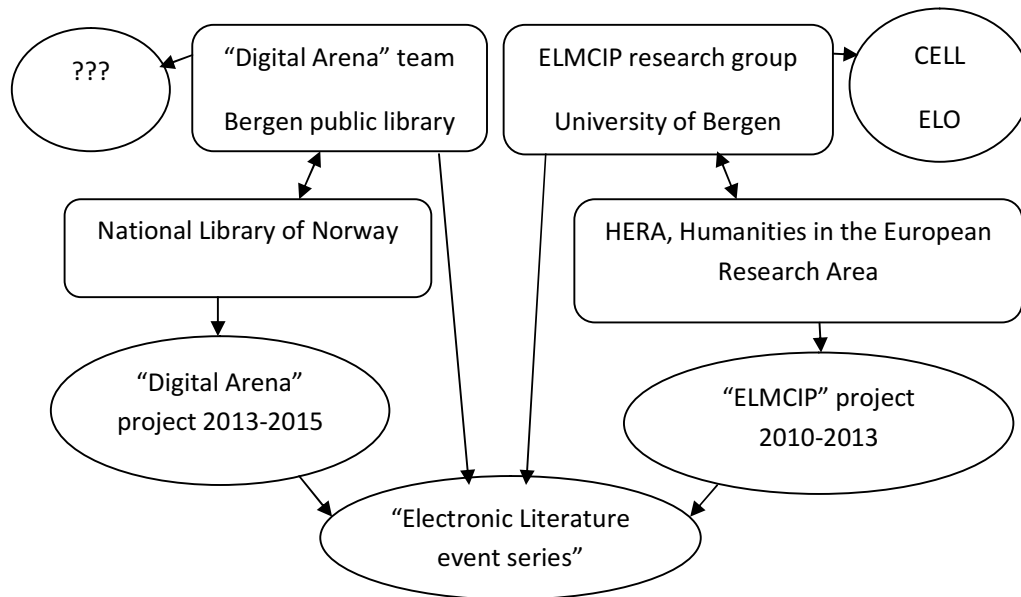 ???
“Digital Arena” team
Bergen public library
ELMCIP research group
University of Bergen
CELL
ELO
National Library of Norway
HERA, Humanities in the European
Research Area
“Digital Arena”
project 2013-2015
“ELMCIP” project
2010-2013
“Electronic Literature
event series”